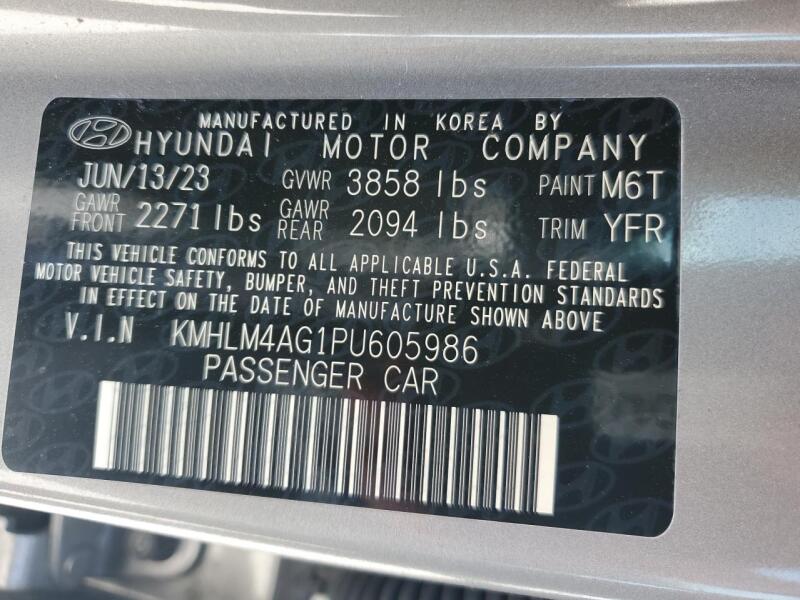 MANUFACTURED IN KOREA BY
HYUNDAI MOTOR COMPANY
JUN/13/23 GVWR 3858 lbs PAINT M6T
GAWR FRONT 2271 lbs GAWR REAR 2094 lbs TRIM YFR
THIS VEHICLE CONFORMS TO ALL APPLICABLE U.S.A. FEDERAL
MOTOR VEHICLE SAFETY, BUMPER, AND THEFT PREVENTION STANDARDS
IN EFFECT ON THE DATE OF MANUFACTURE SHOWN ABOVE
V.I.N KMHLM4AG1PU605986
PASSENGER CAR